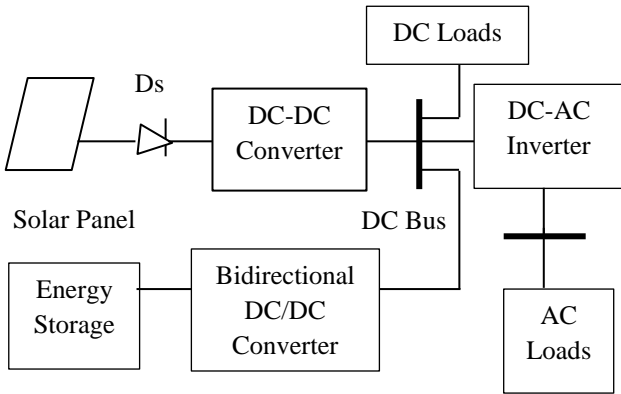 DC Loads
Ds
DC-DC
Converter
DC-AC
Inverter
Solar Panel
DC Bus
Energy
Storage
Bidirectional
DC/DC
Converter
AC
Loads